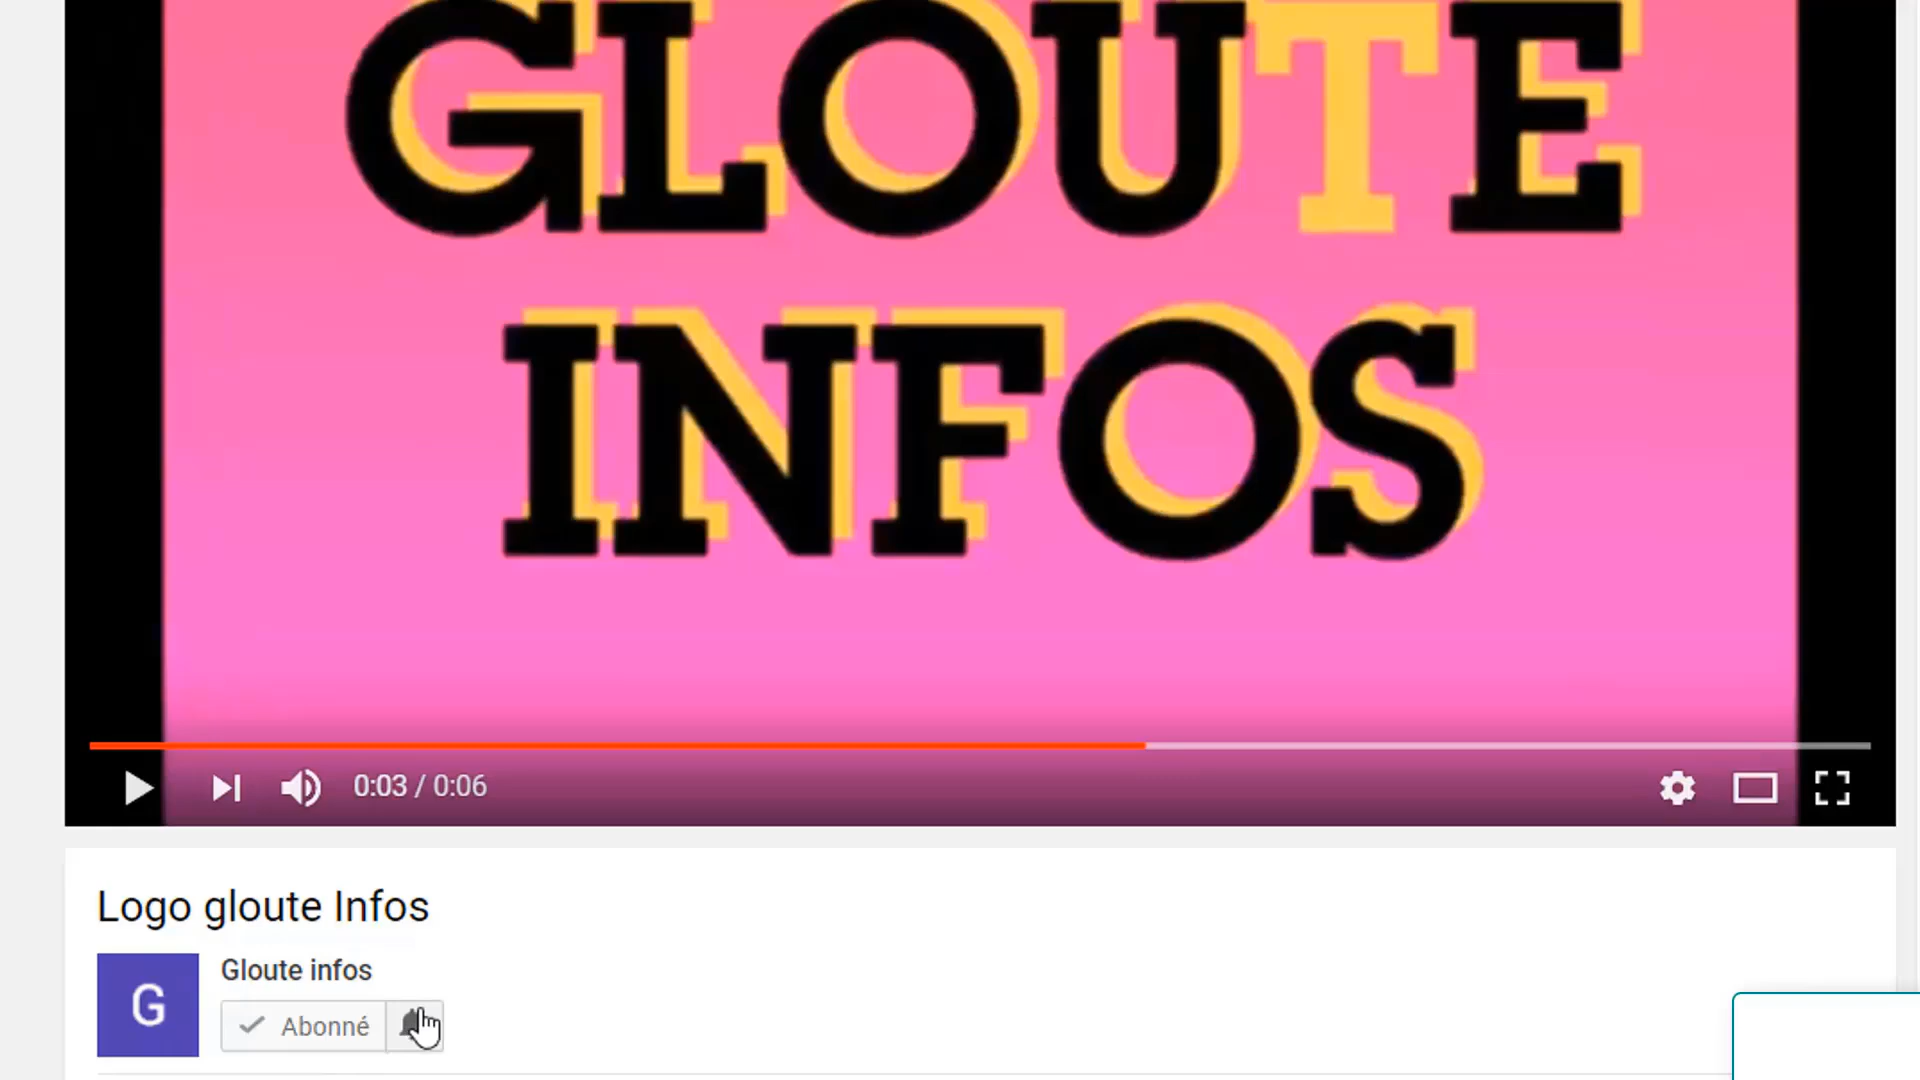 GLOUTE
INFOS
0:03 / 0:06
Logo gloute Infos
G
Gloute infos
Abonné